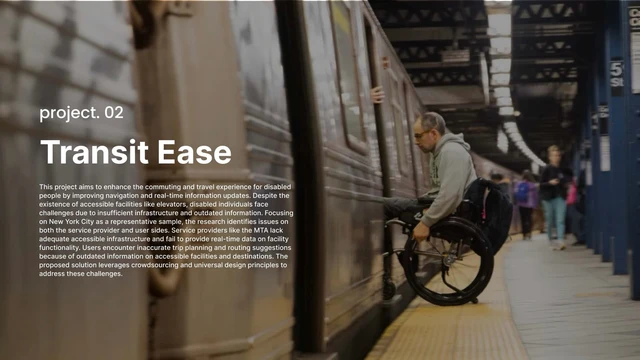 project. 02
Transit Ease
This project aims to enhance the commuting and travel experience for disabled
people by improving navigation and real-time information updates. Despite the
existence of accessible facilities like elevators, disabled individuals face
challenges due to insufficient infrastructure and outdated information. Focusing
on New York City as a representative sample, the research identifies issues on
both the service provider and user sides. Service providers like the MTA lack
adequate accessible infrastructure and fail to provide real-time data on facility
functionality. Users encounter inaccurate trip planning and routing suggestions
because of outdated information on accessible facilities and destinations. The
proposed solution leverages crowdsourcing and universal design principles to
address these challenges.
5
St